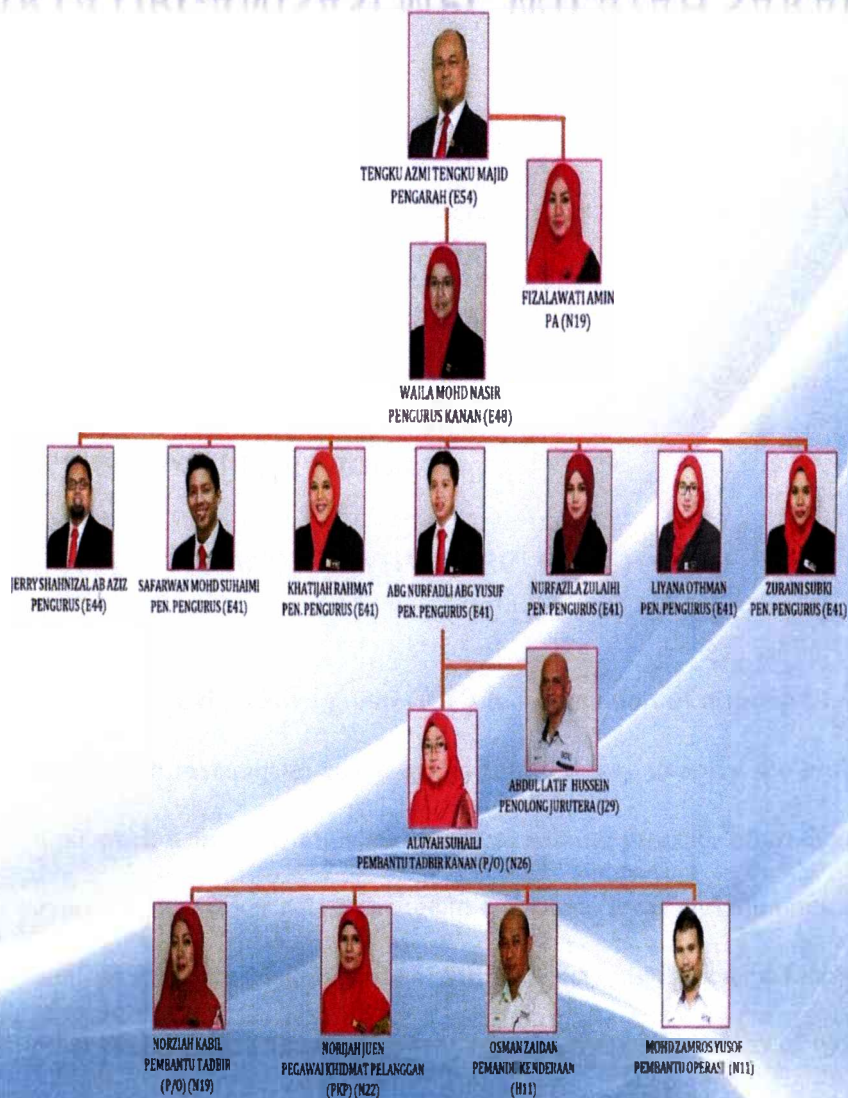 TENGKU AZMI TENGKU MAJID
PENGARAH (E54)
FIZALAWATI AMIN
PA (N19)
WAILA MOHD NASIR
PENGURUS KANAN (E48)
JERRY SHAHNIZAL AB AZIZ
PENGURUS (E44)
SAFARWAN MOHD SUHAIMI
PEN. PENGURUS (E41)
KHATIJAH RAHMAT
PEN. PENGURUS (E41)
ABG NURFADLI ABG YUSUF
PEN. PENGURUS (E41)
NURFAZILA ZULAIHI
PEN. PENGURUS (E41)
LIYANA OTHMAN
PEN. PENGURUS (E41)
ZURAINI SUBKI
PEN. PENGURUS (E41)
ABDUL LATIF HUSSEIN
PENOLONG JURUTERA (J29)
ALUYAH SUHAILI
PEMBANTU TADBIR KANAN (P/O) (N26)
NORZIAH KABIL
PEMBANTU TADBIR
(P/O) (N19)
NORIJAH JUEN
PEGAWAI KHIDMAT PELANGGAN
(PKP) (N22)
OSMAN ZAIDAN
PEMANDU KENDERAAN
(H11)
MOHD ZAMROS YUSOF
PEMBANTU OPERASI (N11)